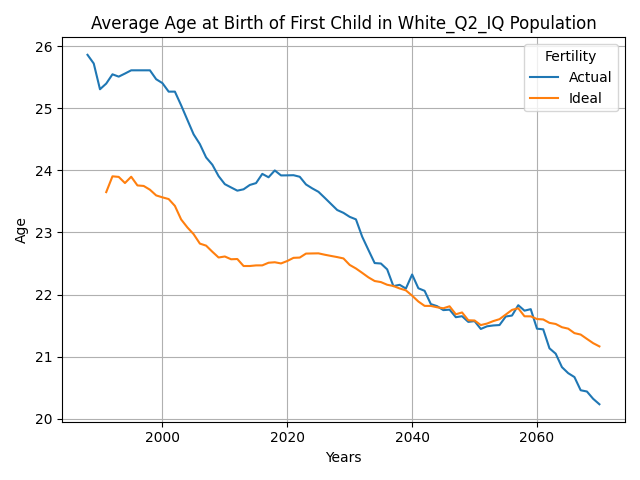 Average Age at Birth of First Child in White_Q2_IQ Population
Fertility
Actual
Ideal
Age
26
25
24
23
22
21
20
2000
2020
2040
2060
Years